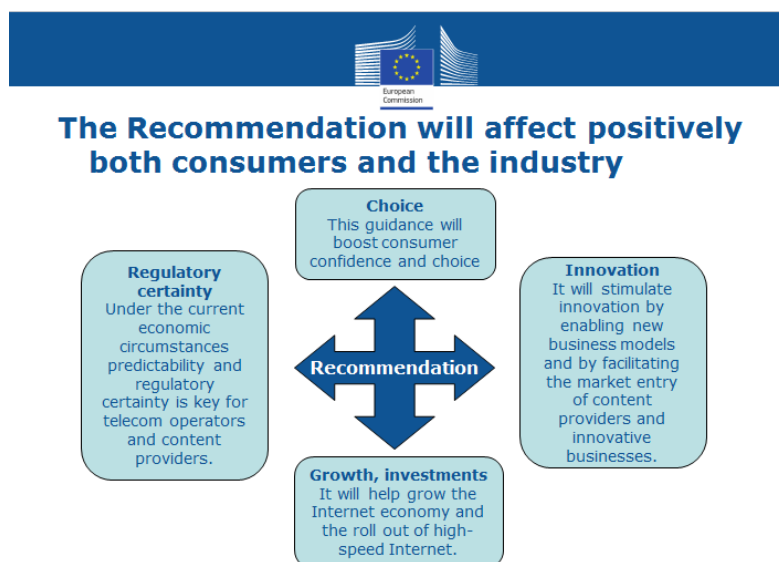 European
Commission
The Recommendation will affect positively
both consumers and the industry
Choice
This guidance will
boost consumer
confidence and choice
Regulatory
certainty
Under the current
economic
circumstances
predictability and
regulatory
certainty is key for
telecom operators
and content
providers.
Recommendation
Innovation
It will stimulate
innovation by
enabling new
business models
and by facilitating
the market entry
of content
providers and
innovative
businesses.
Growth, investments
It will help grow the
Internet economy and
the roll out of high-
speed Internet.